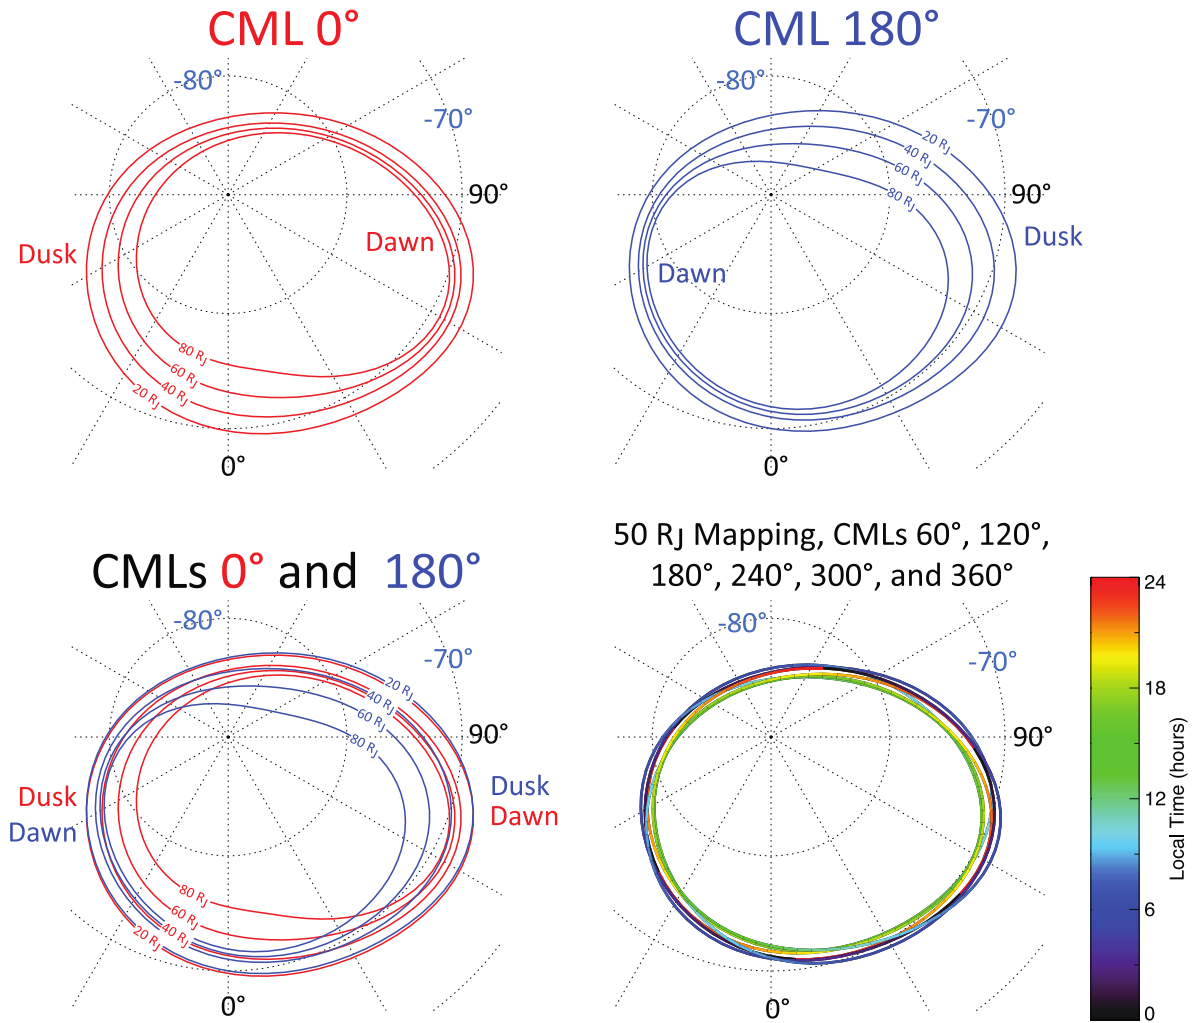 CML 0°
CML 180°
-80°
-70°
90°
Dusk
Dawn
80 RJ
60 RJ
40 RJ
20 RJ
0°
-80°
-70°
20 RJ
40 RJ
60 RJ
80 RJ
90°
Dusk
Dawn
0°
CMLs 0° and 180°
50 RJ Mapping, CMLs 60°, 120°,
180°, 240°, 300°, and 360°
-80°
-70°
20 RJ
40 RJ
60 RJ
80 RJ
90°
Dusk
Dawn
Dusk
Dawn
80 RJ
60 RJ
40 RJ
20 RJ
0°
-80°
-70°
90°
0°
24
18
12
6
0
Local Time (hours)